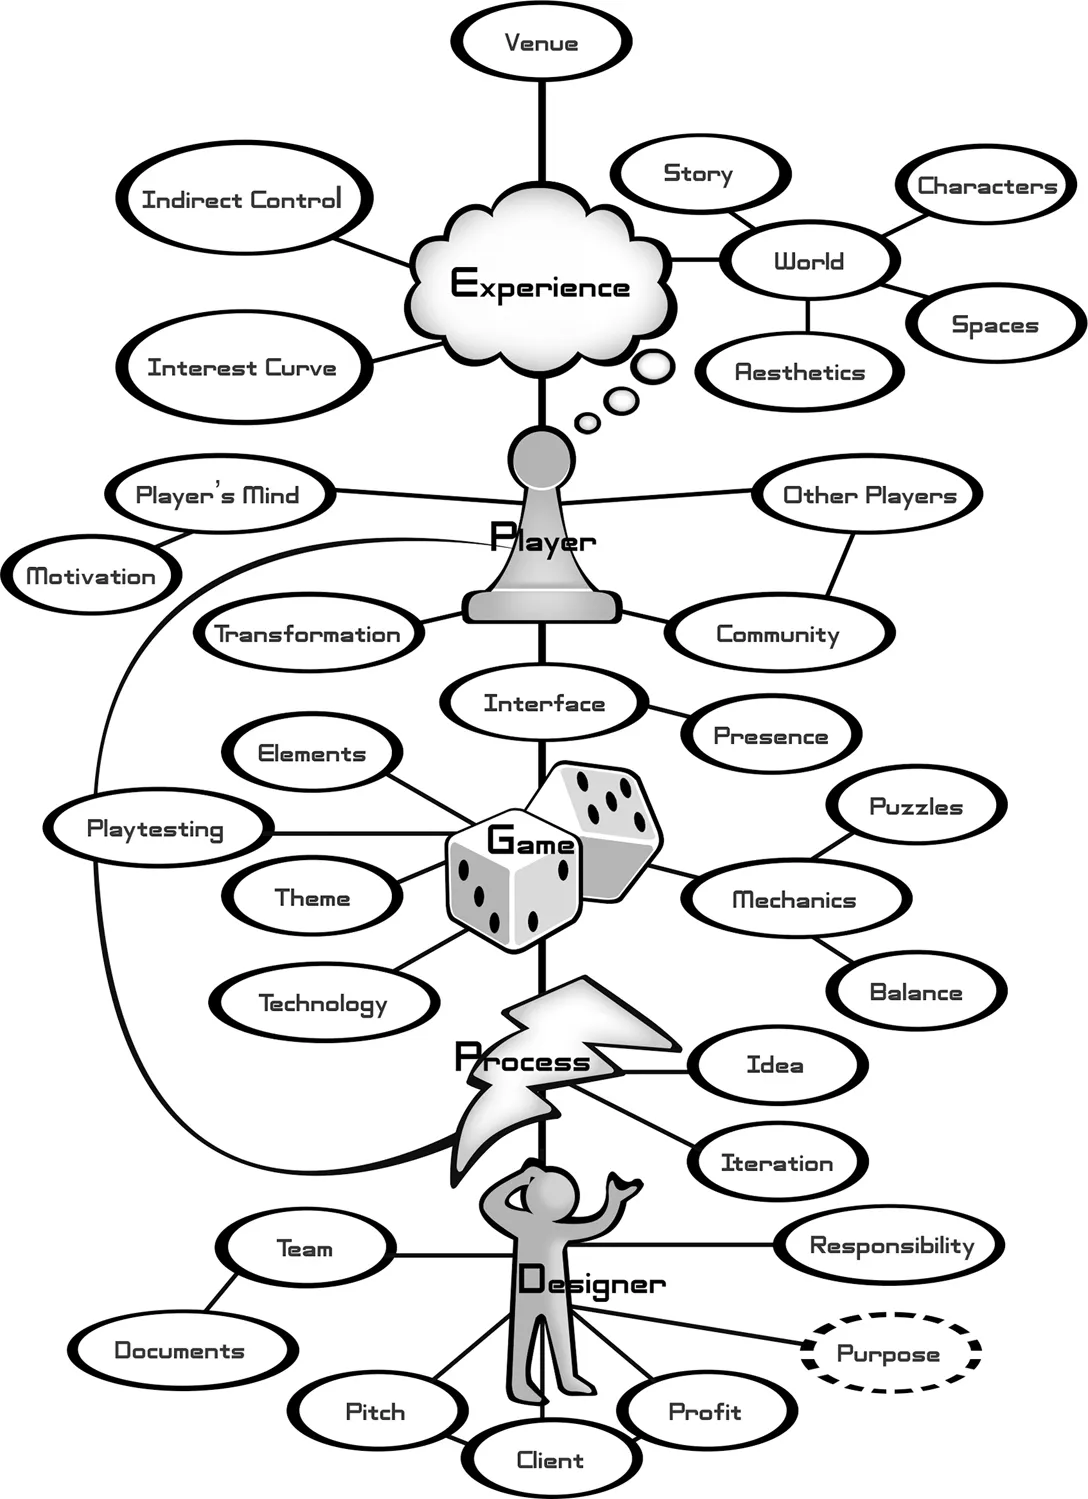 Venue
Story
Characters
Indirect Control
World
Experience
Spaces
Interest Curve
Aesthetics
Player's Mind
Other Players
Player
Motivation
Transformation
Community
Interface
Presence
Elements
Puzzles
Playtesting
Game
Theme
Mechanics
Technology
Balance
Process
Idea
Iteration
Team
Responsibility
Designer
Documents
Purpose
Pitch
Profit
Client